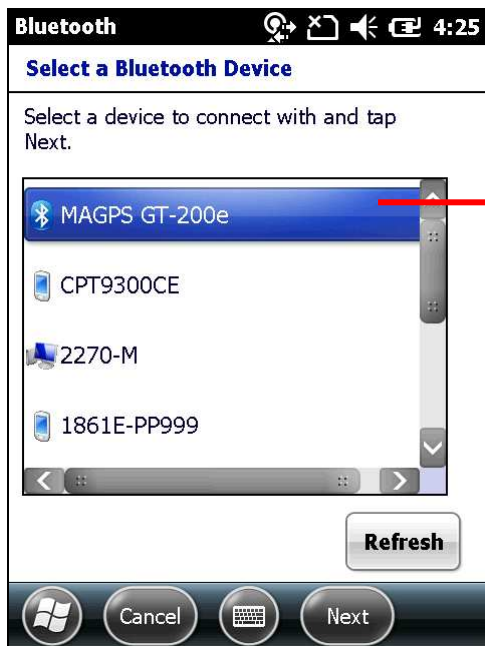 Bluetooth 4:25
Select a Bluetooth Device
Select a device to connect with and tap
Next.
MAGPS GT-200e
CPT9300CE
2270-M
1861E-PP999
Refresh
Cancel Next